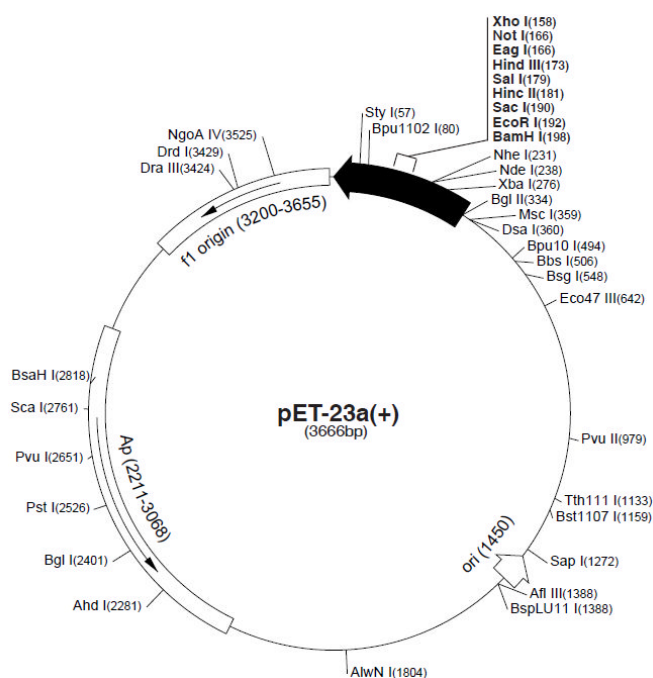 Xho I(158)
Not I(166)
Eag I(166)
Hind III(173)
Sal I(179)
Hinc II(181)
Sac I(190)
EcoR I(192)
BamH I(198)
Sty I(57)
Bpu1102 I(80)
NgoA IV(3525)
Drd I(3429)
Dra III(3424)
Nhe I(231)
Nde I(238)
Xba I(276)
Bgl II(334)
Msc I(359)
Dsa I(360)
Bpu10 I(494)
Bbs I(506)
Bsg I(548)
Eco47 III(642)
f1 origin (3200-3655)
BsaH I(2818)
Sca I(2761)
Pvu I(2651)
Pst I(2526)
Bgl I(2401)
Ahd I(2281)
Ap (2211-3068)
pET-23a(+)
(3666bp)
Pvu II(979)
Tth111 I(1133)
Bst1107 I(1159)
ori (1450)
Sap I(1272)
Afl III(1388)
BspLU11 I(1388)
AlwN I(1804)